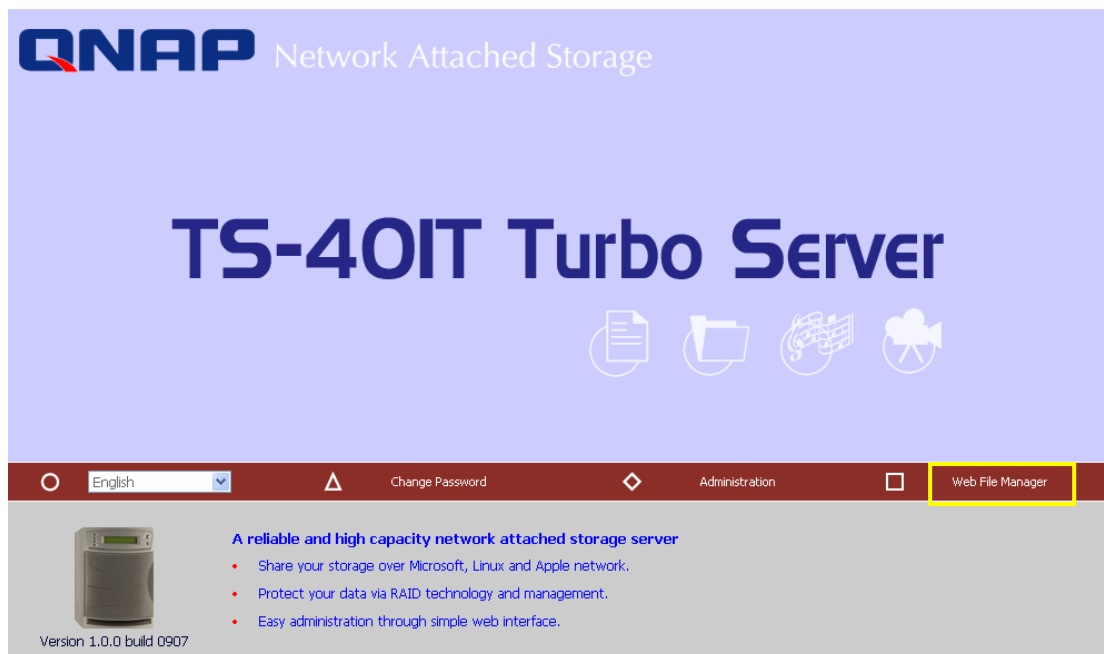 QNAP Network Attached Storage
TS-401T Turbo Server
English Change Password Administration Web File Manager
A reliable and high capacity network attached storage server
• Share your storage over Microsoft, Linux and Apple network.
• Protect your data via RAID technology and management.
• Easy administration through simple web interface.
Version 1.0.0 build 0907